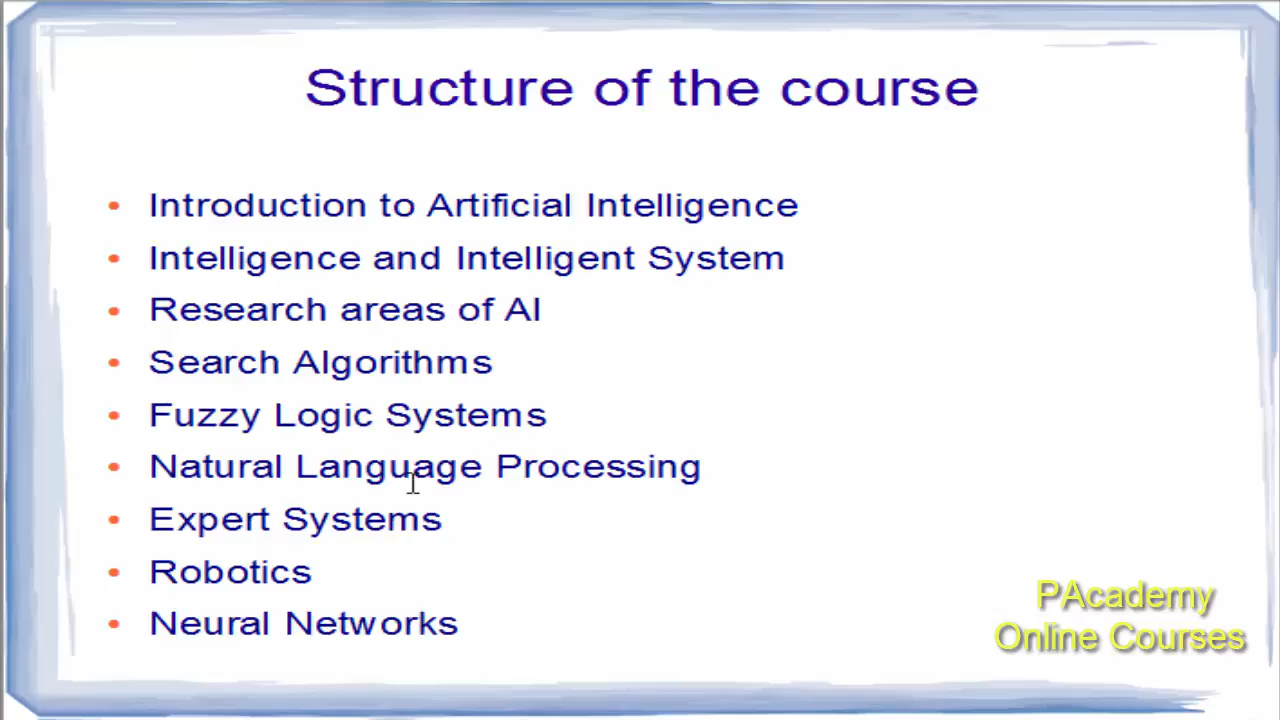 Structure of the course
• Introduction to Artificial Intelligence
• Intelligence and Intelligent System
• Research areas of AI
• Search Algorithms
• Fuzzy Logic Systems
• Natural Language Processing
• Expert Systems
• Robotics
• Neural Networks
PAcademy
Online Courses